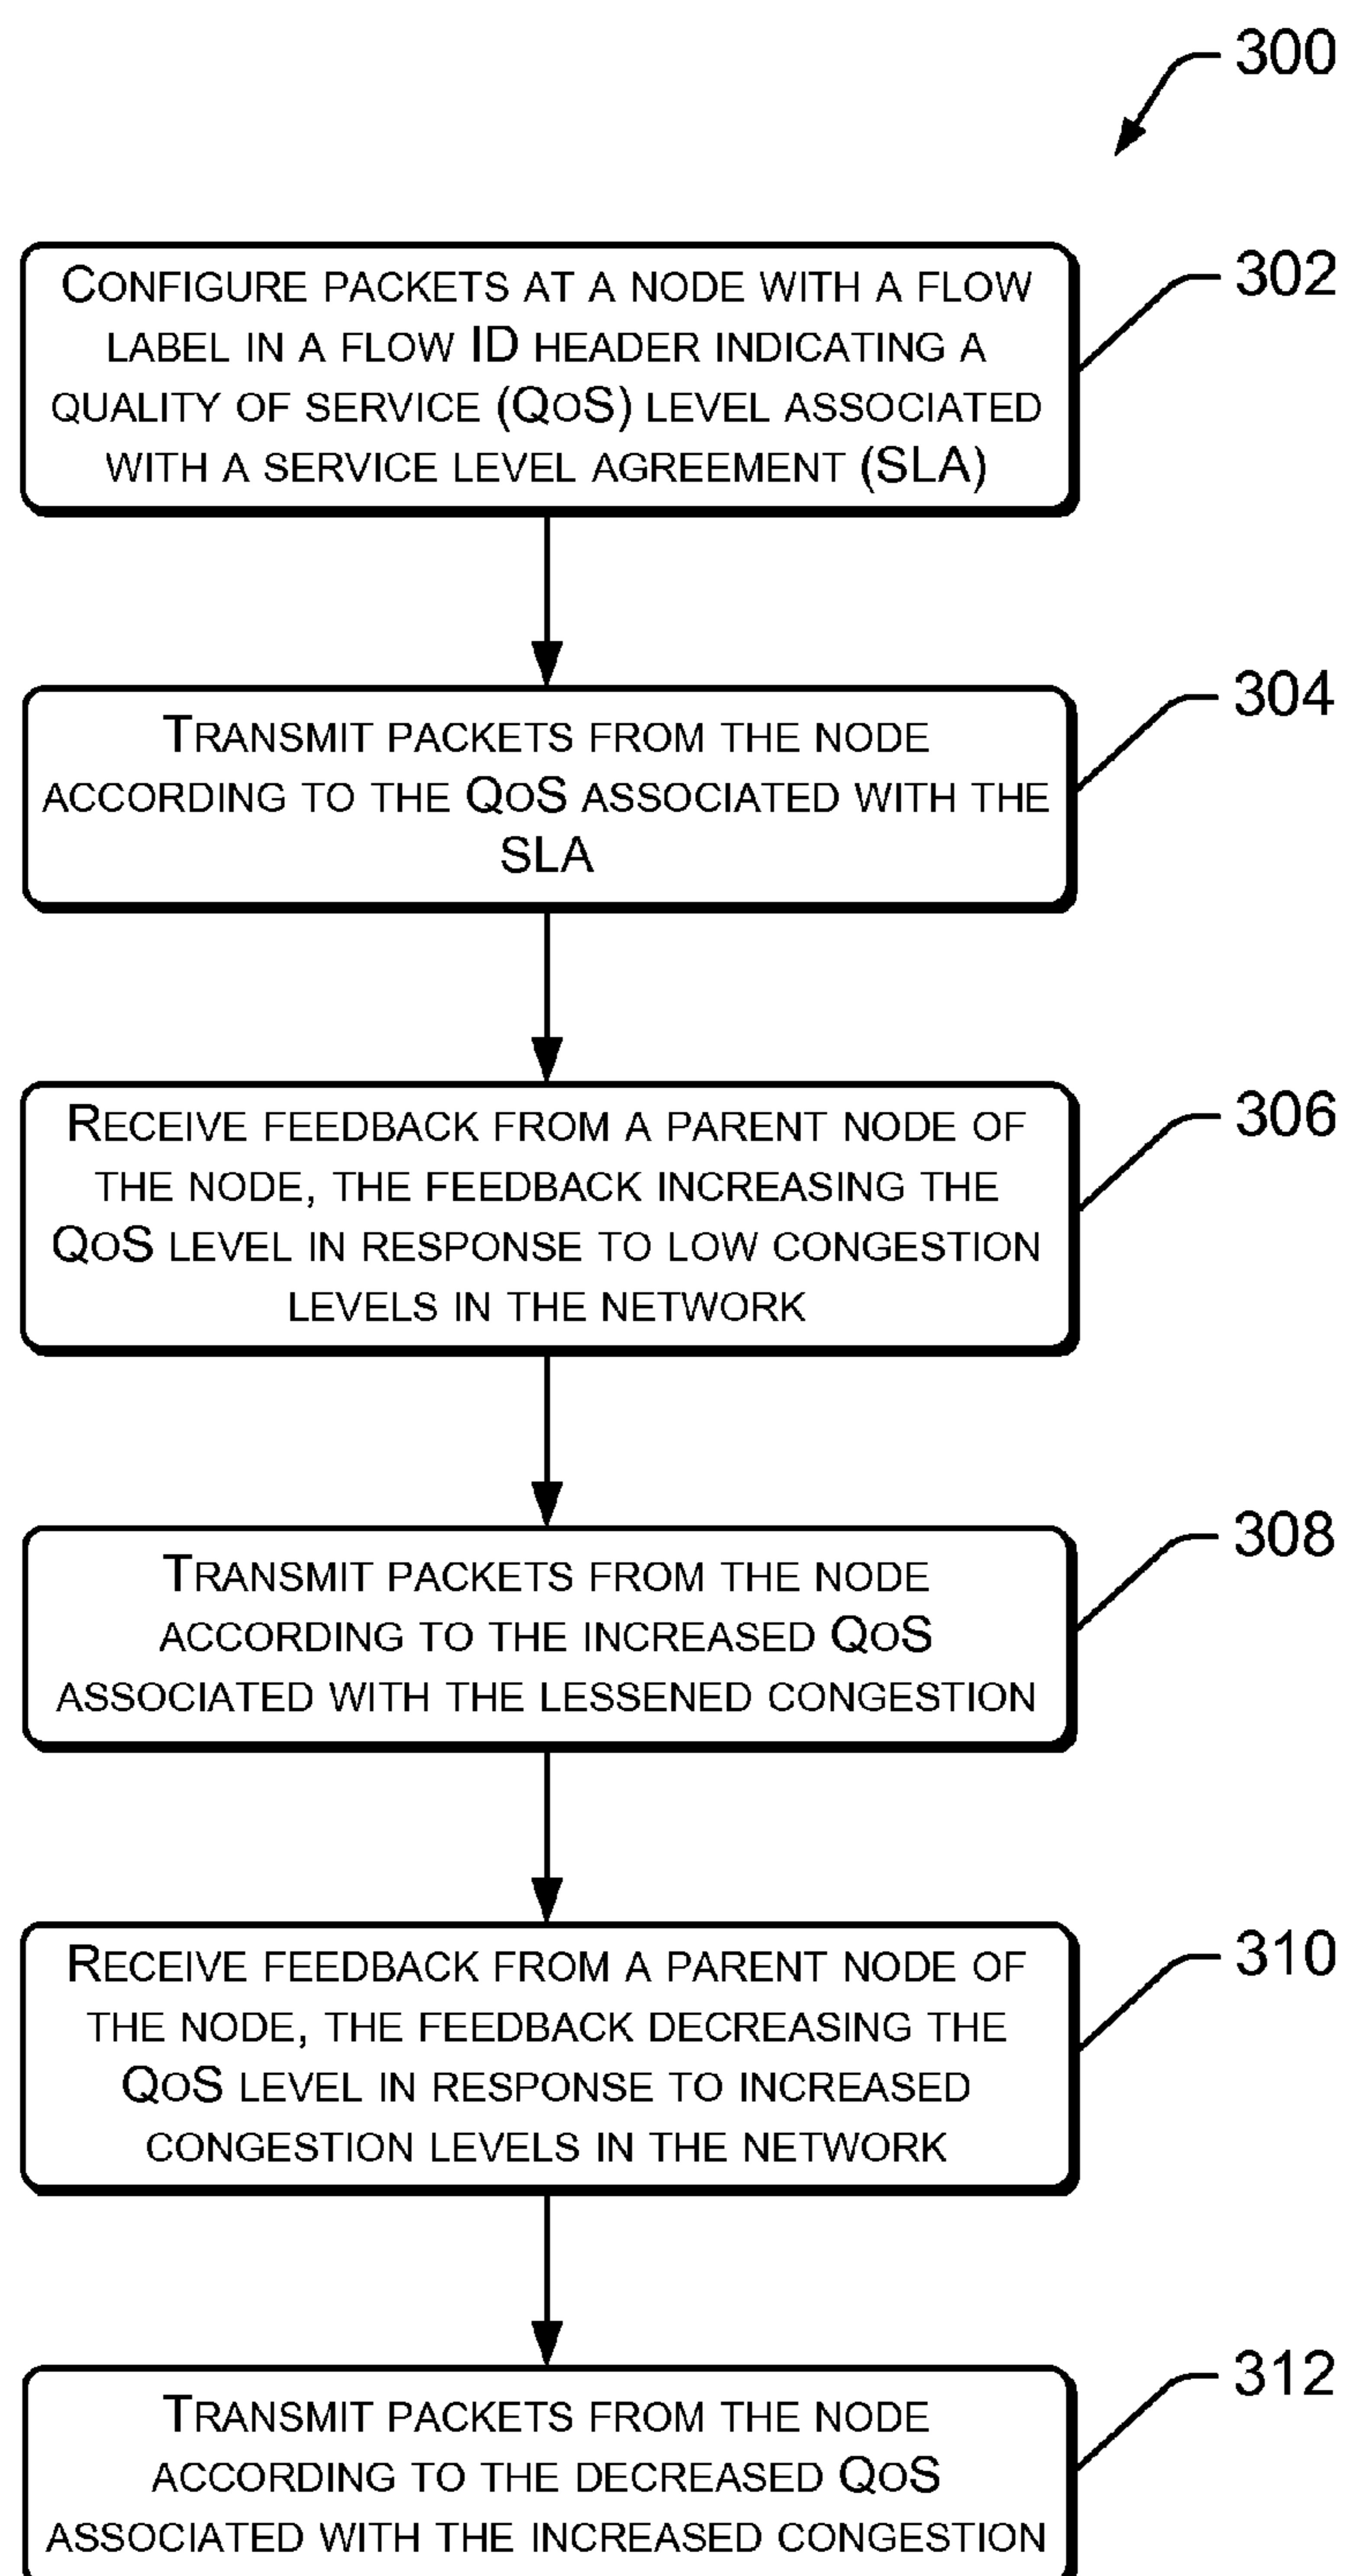 300
CONFIGURE PACKETS AT A NODE WITH A FLOW
LABEL IN A FLOW ID HEADER INDICATING A
QUALITY OF SERVICE (QOS) LEVEL ASSOCIATED
WITH A SERVICE LEVEL AGREEMENT (SLA)
302
TRANSMIT PACKETS FROM THE NODE
ACCORDING TO THE QOS ASSOCIATED WITH THE
SLA
304
RECEIVE FEEDBACK FROM A PARENT NODE OF
THE NODE, THE FEEDBACK INCREASING THE
QOS LEVEL IN RESPONSE TO LOW CONGESTION
LEVELS IN THE NETWORK
306
TRANSMIT PACKETS FROM THE NODE
ACCORDING TO THE INCREASED QOS
ASSOCIATED WITH THE LESSENED CONGESTION
308
RECEIVE FEEDBACK FROM A PARENT NODE OF
THE NODE, THE FEEDBACK DECREASING THE
QOS LEVEL IN RESPONSE TO INCREASED
CONGESTION LEVELS IN THE NETWORK
310
TRANSMIT PACKETS FROM THE NODE
ACCORDING TO THE DECREASED QOS
ASSOCIATED WITH THE INCREASED CONGESTION
312